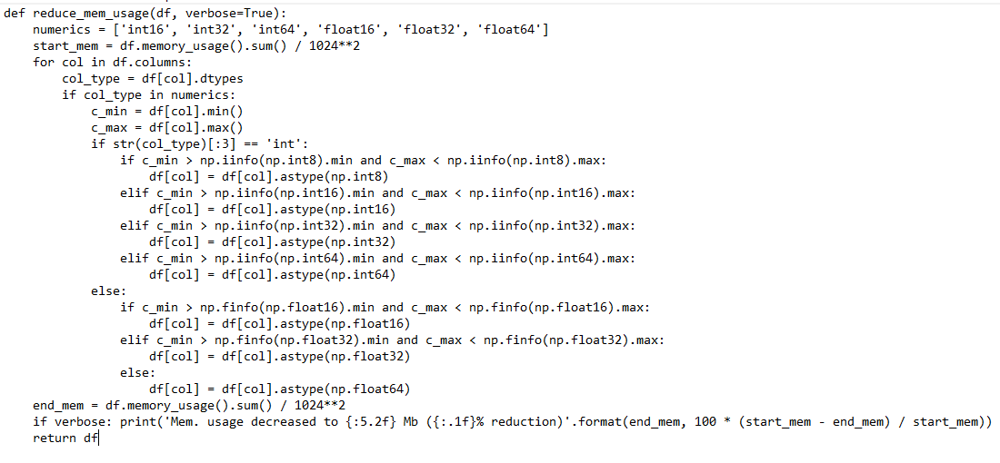 def reduce_mem_usage(df, verbose=True):
    numerics = ['int16', 'int32', 'int64', 'float16', 'float32', 'float64']
    start_mem = df.memory_usage().sum() / 1024**2
    for col in df.columns:
        col_type = df[col].dtypes
        if col_type in numerics:
            c_min = df[col].min()
            c_max = df[col].max()
            if str(col_type)[:3] == 'int':
                if c_min > np.iinfo(np.int8).min and c_max < np.iinfo(np.int8).max:
                    df[col] = df[col].astype(np.int8)
                elif c_min > np.iinfo(np.int16).min and c_max < np.iinfo(np.int16).max:
                    df[col] = df[col].astype(np.int16)
                elif c_min > np.iinfo(np.int32).min and c_max < np.iinfo(np.int32).max:
                    df[col] = df[col].astype(np.int32)
                elif c_min > np.iinfo(np.int64).min and c_max < np.iinfo(np.int64).max:
                    df[col] = df[col].astype(np.int64)
            else:
                if c_min > np.finfo(np.float16).min and c_max < np.finfo(np.float16).max:
                    df[col] = df[col].astype(np.float16)
                elif c_min > np.finfo(np.float32).min and c_max < np.finfo(np.float32).max:
                    df[col] = df[col].astype(np.float32)
                else:
                    df[col] = df[col].astype(np.float64)
    end_mem = df.memory_usage().sum() / 1024**2
    if verbose: print('Mem. usage decreased to {:5.2f} Mb ({:.1f}% reduction)'.format(end_mem, 100 * (start_mem - end_mem) / start_mem))
    return df